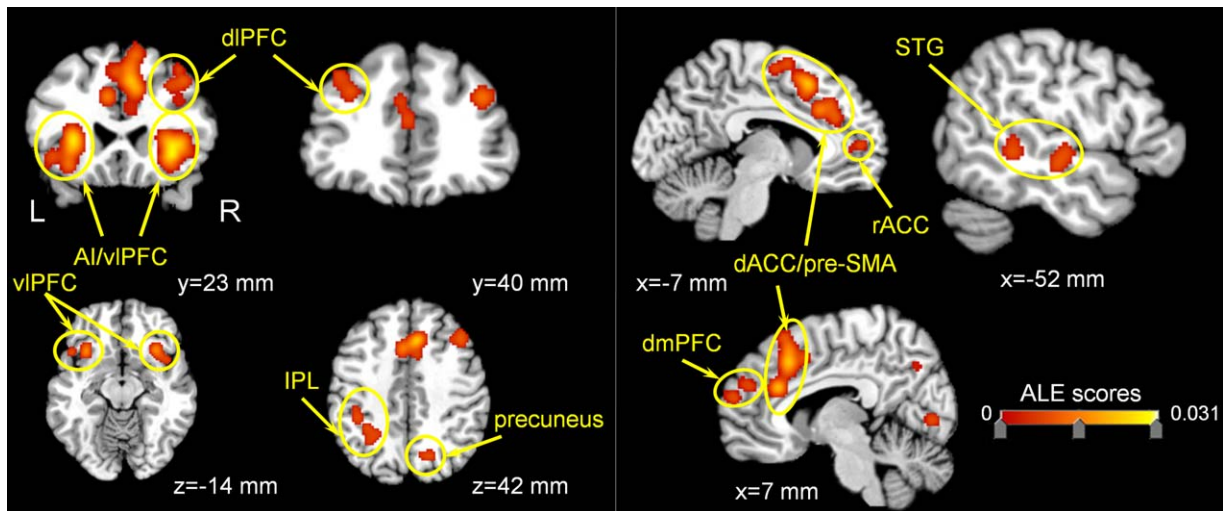 dlPFC
L
R
AI/vlPFC
y=23 mm
y=40 mm
vlPFC
IPL
precuneus
z=-14 mm
z=42 mm
STG
rACC
dACC/pre-SMA
x=-7 mm
x=-52 mm
dmPFC
ALE scores
0
0.031
x=7 mm